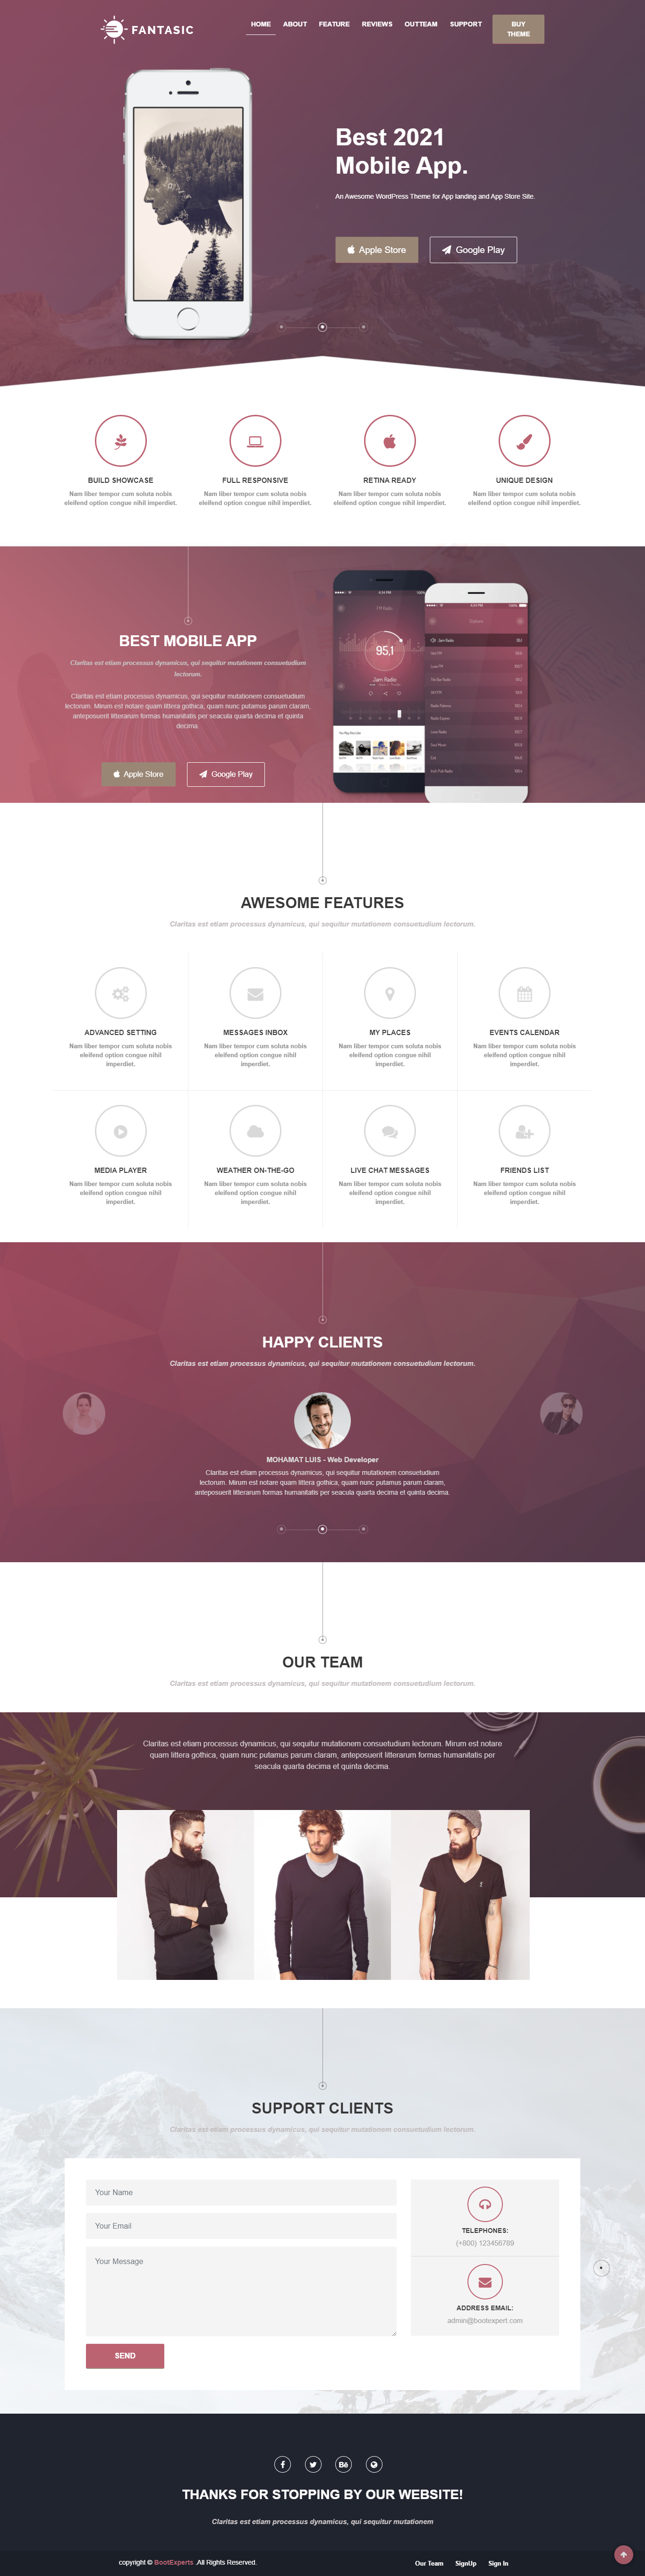 FANTASIC
HOME ABOUT FEATURE REVIEWS OUTTEAM SUPPORT
BUY
THEME
Best 2021
Mobile App.
An Awesome WordPress Theme for App landing and App Store Site.
Apple Store Google Play
BUILD SHOWCASE
Nam liber tempor cum soluta nobis
eleifend option congue nihil imperdiet.
FULL RESPONSIVE
Nam liber tempor cum soluta nobis
eleifend option congue nihil imperdiet.
RETINA READY
Nam liber tempor cum soluta nobis
eleifend option congue nihil imperdiet.
UNIQUE DESIGN
Nam liber tempor cum soluta nobis
eleifend option congue nihil imperdiet.
BEST MOBILE APP
Claritas est etiam processus dynamicus, qui sequitur mutationem consuetudium
lectorum.
Claritas est etiam processus dynamicus, qui sequitur mutationem consuetudium
lectorum. Mirum est notare quam littera gothica, quam nunc putamus parum claram,
anteposuerit litterarum formas humanitatis per seacula quarta decima et quinta
decima.
Apple Store Google Play
95,1
Jam Radio
AWESOME FEATURES
Claritas est etiam processus dynamicus, qui sequitur mutationem consuetudium lectorum.
ADVANCED SETTING
Nam liber tempor cum soluta nobis
eleifend option congue nihil
imperdiet.
MESSAGES INBOX
Nam liber tempor cum soluta nobis
eleifend option congue nihil
imperdiet.
MY PLACES
Nam liber tempor cum soluta nobis
eleifend option congue nihil
imperdiet.
EVENTS CALENDAR
Nam liber tempor cum soluta nobis
eleifend option congue nihil
imperdiet.
MEDIA PLAYER
Nam liber tempor cum soluta nobis
eleifend option congue nihil
imperdiet.
WEATHER ON-THE-GO
Nam liber tempor cum soluta nobis
eleifend option congue nihil
imperdiet.
LIVE CHAT MESSAGES
Nam liber tempor cum soluta nobis
eleifend option congue nihil
imperdiet.
FRIENDS LIST
Nam liber tempor cum soluta nobis
eleifend option congue nihil
imperdiet.
HAPPY CLIENTS
Claritas est etiam processus dynamicus, qui sequitur mutationem consuetudium lectorum.
MOHAMAT LUIS - Web Developer
Claritas est etiam processus dynamicus, qui sequitur mutationem consuetudium
lectorum. Mirum est notare quam littera gothica, quam nunc putamus parum claram,
anteposuerit litterarum formas humanitatis per seacula quarta decima et quinta decima.
OUR TEAM
Claritas est etiam processus dynamicus, qui sequitur mutationem consuetudium lectorum.
Claritas est etiam processus dynamicus, qui sequitur mutationem consuetudium lectorum. Mirum est notare
quam littera gothica, quam nunc putamus parum claram, anteposuerit litterarum formas humanitatis per
seacula quarta decima et quinta decima.
SUPPORT CLIENTS
Claritas est etiam processus dynamicus, qui sequitur mutationem consuetudium lectorum.
Your Name
Your Email
Your Message
SEND
TELEPHONES:
(+800) 123456789
ADDRESS EMAIL:
admin@bootexpert.com
Bē
THANKS FOR STOPPING BY OUR WEBSITE!
Claritas est etiam processus dynamicus, qui sequitur mutationem
copyright © BootExperts .All Rights Reserved.
Our Team SignUp Sign In